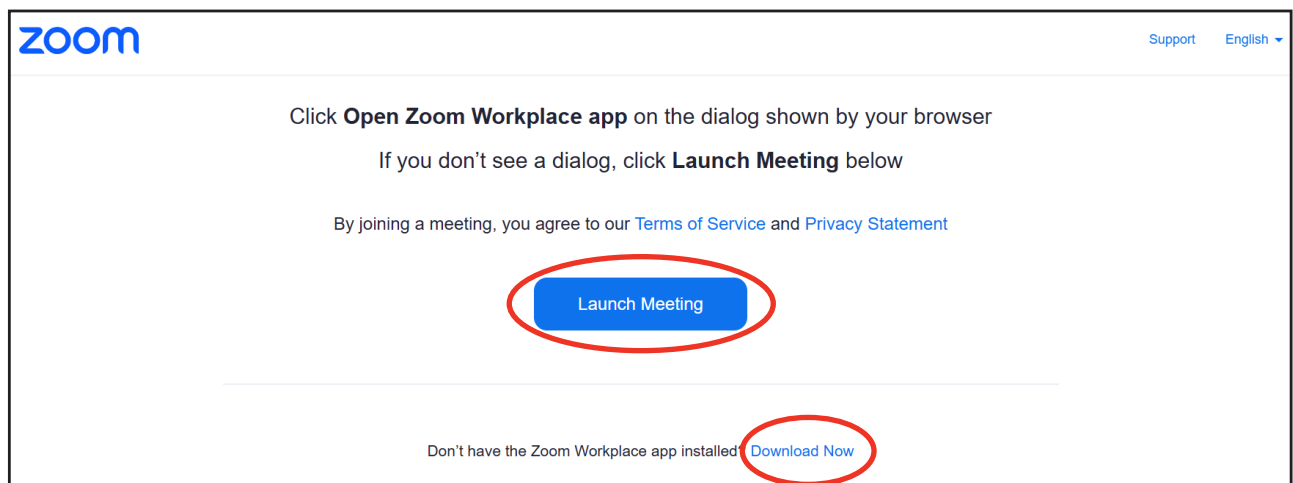 zoom
Support English
Click Open Zoom Workplace app on the dialog shown by your browser
If you don't see a dialog, click Launch Meeting below
By joining a meeting, you agree to our Terms of Service and Privacy Statement
Launch Meeting
Don't have the Zoom Workplace app installed? Download Now